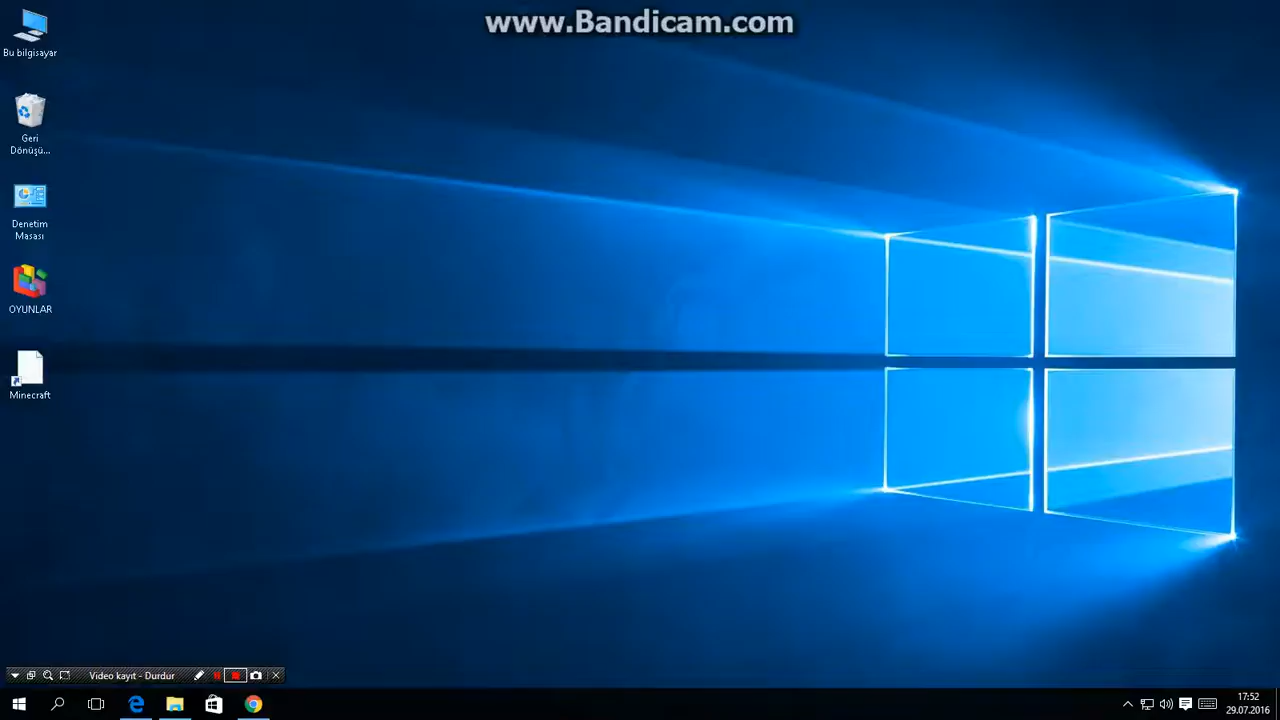 www.Bandicam.com
Bu bilgisayar
Geri
Dönüşü...
Denetim
Masası
OYUNLAR
Minecraft
Video kayıt - Durdur
17:52
29.07.2016